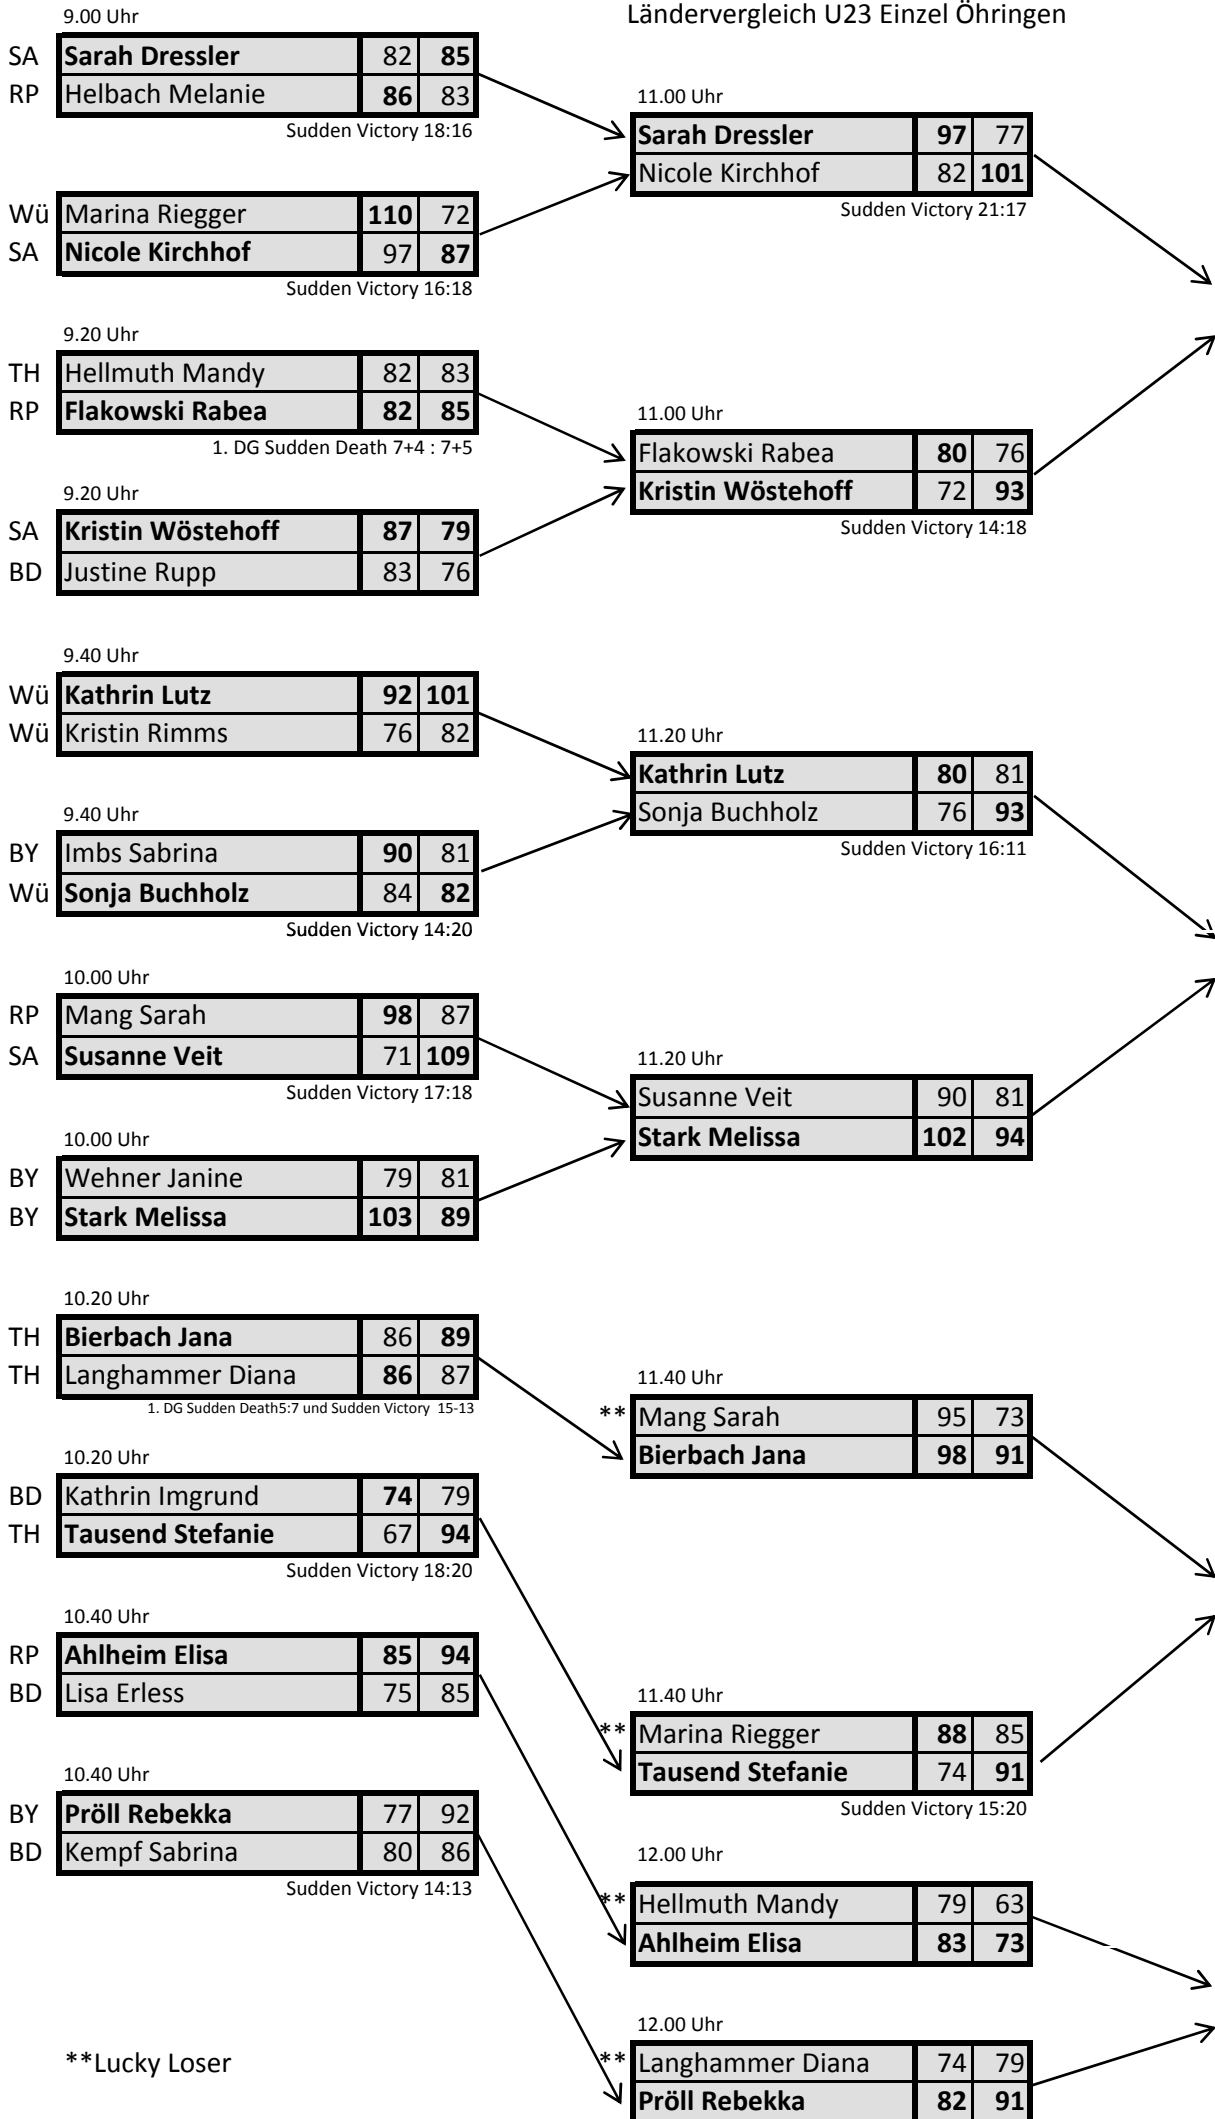 Ländervergleich U23 Einzel Öhringen
9.00 Uhr
SA Sarah Dressler 82 85
RP Helbach Melanie 86 83
Sudden Victory 18:16
Wü Marina Riegger 110 72
SA Nicole Kirchhof 97 87
Sudden Victory 16:18
9.20 Uhr
TH Hellmuth Mandy 82 83
RP Flakowski Rabea 82 85
1. DG Sudden Death 7+4 : 7+5
9.20 Uhr
SA Kristin Wöstehoff 87 79
BD Justine Rupp 83 76
9.40 Uhr
Wü Kathrin Lutz 92 101
Wü Kristin Rimms 76 82
9.40 Uhr
BY Imbs Sabrina 90 81
Wü Sonja Buchholz 84 82
Sudden Victory 14:20
10.00 Uhr
RP Mang Sarah 98 87
SA Susanne Veit 71 109
Sudden Victory 17:18
10.00 Uhr
BY Wehner Janine 79 81
BY Stark Melissa 103 89
10.20 Uhr
TH Bierbach Jana 86 89
TH Langhammer Diana 86 87
1. DG Sudden Death5:7 und Sudden Victory 15-13
10.20 Uhr
BD Kathrin Imgrund 74 79
TH Tausend Stefanie 67 94
Sudden Victory 18:20
10.40 Uhr
RP Ahlheim Elisa 85 94
BD Lisa Erless 75 85
10.40 Uhr
BY Pröll Rebekka 77 92
BD Kempf Sabrina 80 86
Sudden Victory 14:13
**Lucky Loser
11.00 Uhr
Sarah Dressler 97 77
Nicole Kirchhof 82 101
Sudden Victory 21:17
11.00 Uhr
Flakowski Rabea 80 76
Kristin Wöstehoff 72 93
Sudden Victory 14:18
11.20 Uhr
Kathrin Lutz 80 81
Sonja Buchholz 76 93
Sudden Victory 16:11
11.20 Uhr
Susanne Veit 90 81
Stark Melissa 102 94
11.40 Uhr
** Mang Sarah 95 73
Bierbach Jana 98 91
11.40 Uhr
** Marina Riegger 88 85
Tausend Stefanie 74 91
Sudden Victory 15:20
12.00 Uhr
** Hellmuth Mandy 79 63
Ahlheim Elisa 83 73
12.00 Uhr
** Langhammer Diana 74 79
Pröll Rebekka 82 91